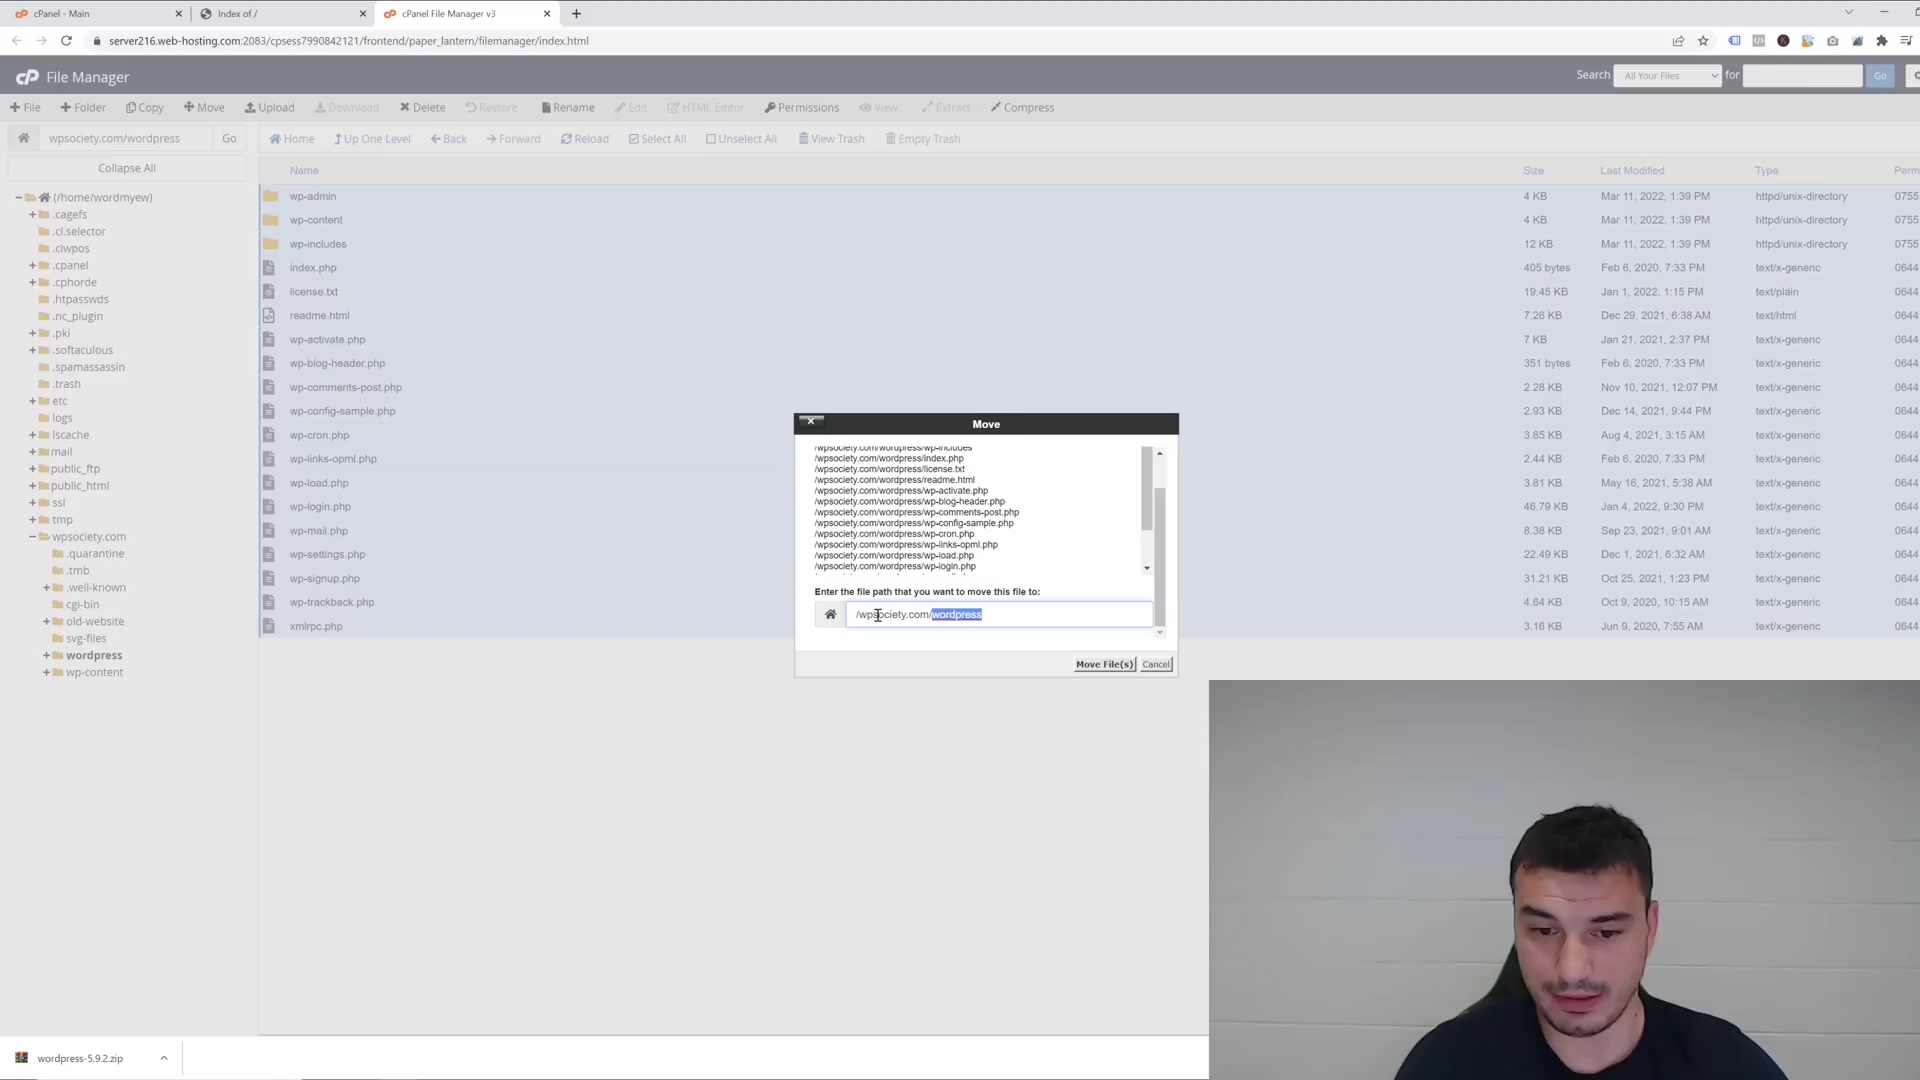 cPanel - Main
Index of /
cPanel File Manager v3
server216.web-hosting.com:2083/cpsess7990842121/frontend/paper_lantern/filemanager/index.html
cP File Manager
Search All Your Files for Go
File Folder Copy Move Upload Download Delete Restore Rename Edit HTML Editor Permissions View Extract Compress
wpsociety.com/wordpress Go
Home Up One Level Back Forward Reload Select All Unselect All View Trash Empty Trash
Collapse All
(/home/wordmyew)
.cagefs
.cl.selector
.clwpos
.cpanel
.cphorde
.htpasswds
.nc_plugin
.pki
.softaculous
.spamassassin
.trash
etc
logs
lscache
mail
public_ftp
public_html
ssl
tmp
wpsociety.com
.quarantine
.tmb
.well-known
cgi-bin
old-website
svg-files
wordpress
wp-content
Name Size Last Modified Type Perm
wp-admin 4 KB Mar 11, 2022, 1:39 PM httpd/unix-directory 0755
wp-content 4 KB Mar 11, 2022, 1:39 PM httpd/unix-directory 0755
wp-includes 12 KB Mar 11, 2022, 1:39 PM httpd/unix-directory 0755
index.php 405 bytes Feb 6, 2020, 7:33 PM text/x-generic 0644
license.txt 19.45 KB Jan 1, 2022, 1:15 PM text/plain 0644
readme.html 7.26 KB Dec 29, 2021, 6:38 AM text/html 0644
wp-activate.php 7 KB Jan 21, 2021, 2:37 PM text/x-generic 0644
wp-blog-header.php 351 bytes Feb 6, 2020, 7:33 PM text/x-generic 0644
wp-comments-post.php 2.28 KB Nov 10, 2021, 12:07 PM text/x-generic 0644
wp-config-sample.php 2.93 KB Dec 14, 2021, 9:44 PM text/x-generic 0644
wp-cron.php 3.85 KB Aug 4, 2021, 3:15 AM text/x-generic 0644
wp-links-opml.php 2.44 KB Feb 6, 2020, 7:33 PM text/x-generic 0644
wp-load.php 3.81 KB May 16, 2021, 5:38 AM text/x-generic 0644
wp-login.php 46.79 KB Jan 4, 2022, 9:30 PM text/x-generic 0644
wp-mail.php 8.38 KB Sep 23, 2021, 9:01 AM text/x-generic 0644
wp-settings.php 22.49 KB Dec 1, 2021, 6:32 AM text/x-generic 0644
wp-signup.php 31.21 KB Oct 25, 2021, 1:23 PM text/x-generic 0644
wp-trackback.php 4.64 KB Oct 9, 2020, 10:15 AM text/x-generic 0644
xmlrpc.php 3.16 KB Jun 9, 2020, 7:55 AM text/x-generic 0644
Move
/wpsociety.com/wordpress/wp-includes
/wpsociety.com/wordpress/index.php
/wpsociety.com/wordpress/license.txt
/wpsociety.com/wordpress/readme.html
/wpsociety.com/wordpress/wp-activate.php
/wpsociety.com/wordpress/wp-blog-header.php
/wpsociety.com/wordpress/wp-comments-post.php
/wpsociety.com/wordpress/wp-config-sample.php
/wpsociety.com/wordpress/wp-cron.php
/wpsociety.com/wordpress/wp-links-opml.php
/wpsociety.com/wordpress/wp-load.php
/wpsociety.com/wordpress/wp-login.php
Enter the file path that you want to move this file to:
/wpsociety.com/wordpress
Move File(s) Cancel
wordpress-5.9.2.zip